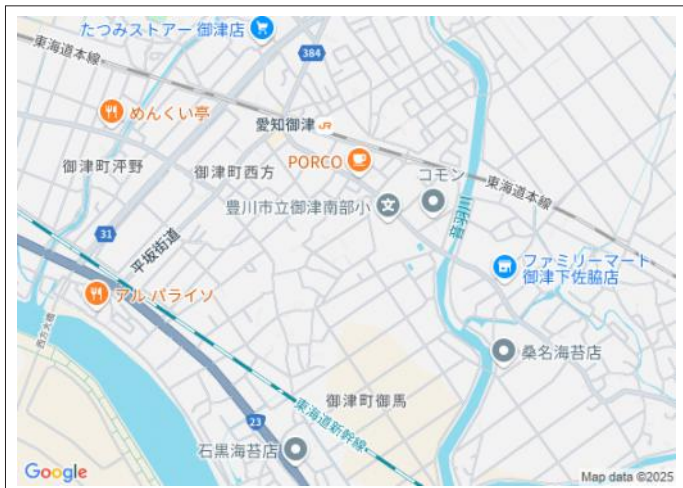 たつみストアー 御津店
東海道本線
384
めんくい亭
愛知御津
PORCO
御津町泙野
御津町西方
コモン
東海道本線
豊川市立御津南部小
音羽川
31
平坂街道
ファミリーマート
御津下佐脇店
アル パライソ
西方大橋
桑名海苔店
御津町御馬
23
東海道新幹線
石黒海苔店
Google
Map data ©2025